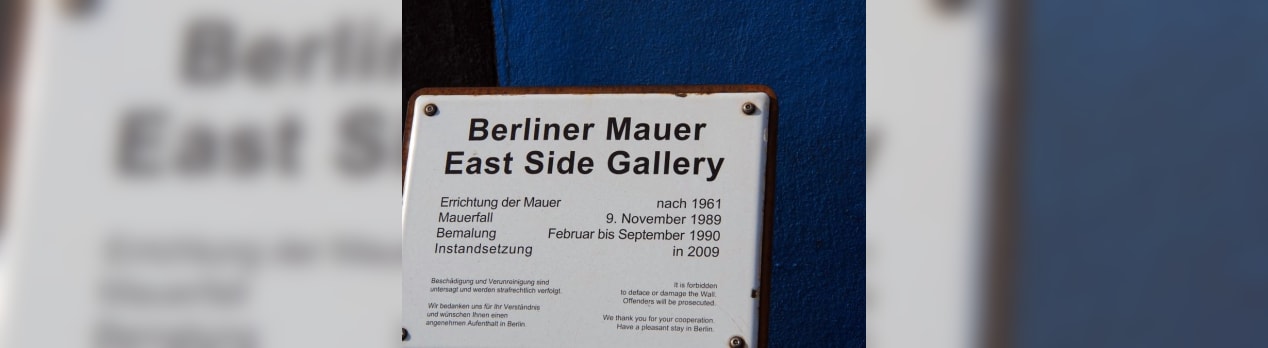 Berliner Mauer
East Side Gallery
Errichtung der Mauer nach 1961
Mauerfall 9. November 1989
Bemalung Februar bis September 1990
Instandsetzung in 2009
Beschädigung und Verunreinigung sind
untersagt und werden strafrechtlich verfolgt.
Wir bedanken uns für Ihr Verständnis
und wünschen Ihnen einen
angenehmen Aufenthalt in Berlin.
It is forbidden
to deface or damage the Wall.
Offenders will be prosecuted.
We thank you for your cooperation.
Have a pleasant stay in Berlin.